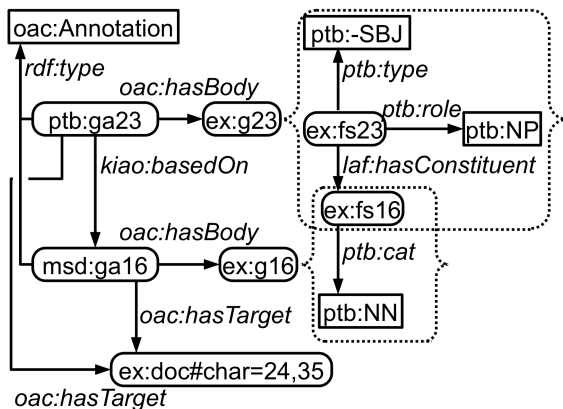 oac:Annotation
ptb:-SBJ
rdf:type
ptb:type
oac:hasBody
ptb:role
ptb:ga23
ex:g23
ex:fs23
ptb:NP
kiao:basedOn
laf:hasConstituent
ex:fs16
oac:hasBody
ptb:cat
msd:ga16
ex:g16
oac:hasTarget
ptb:NN
ex:doc#char=24,35
oac:hasTarget